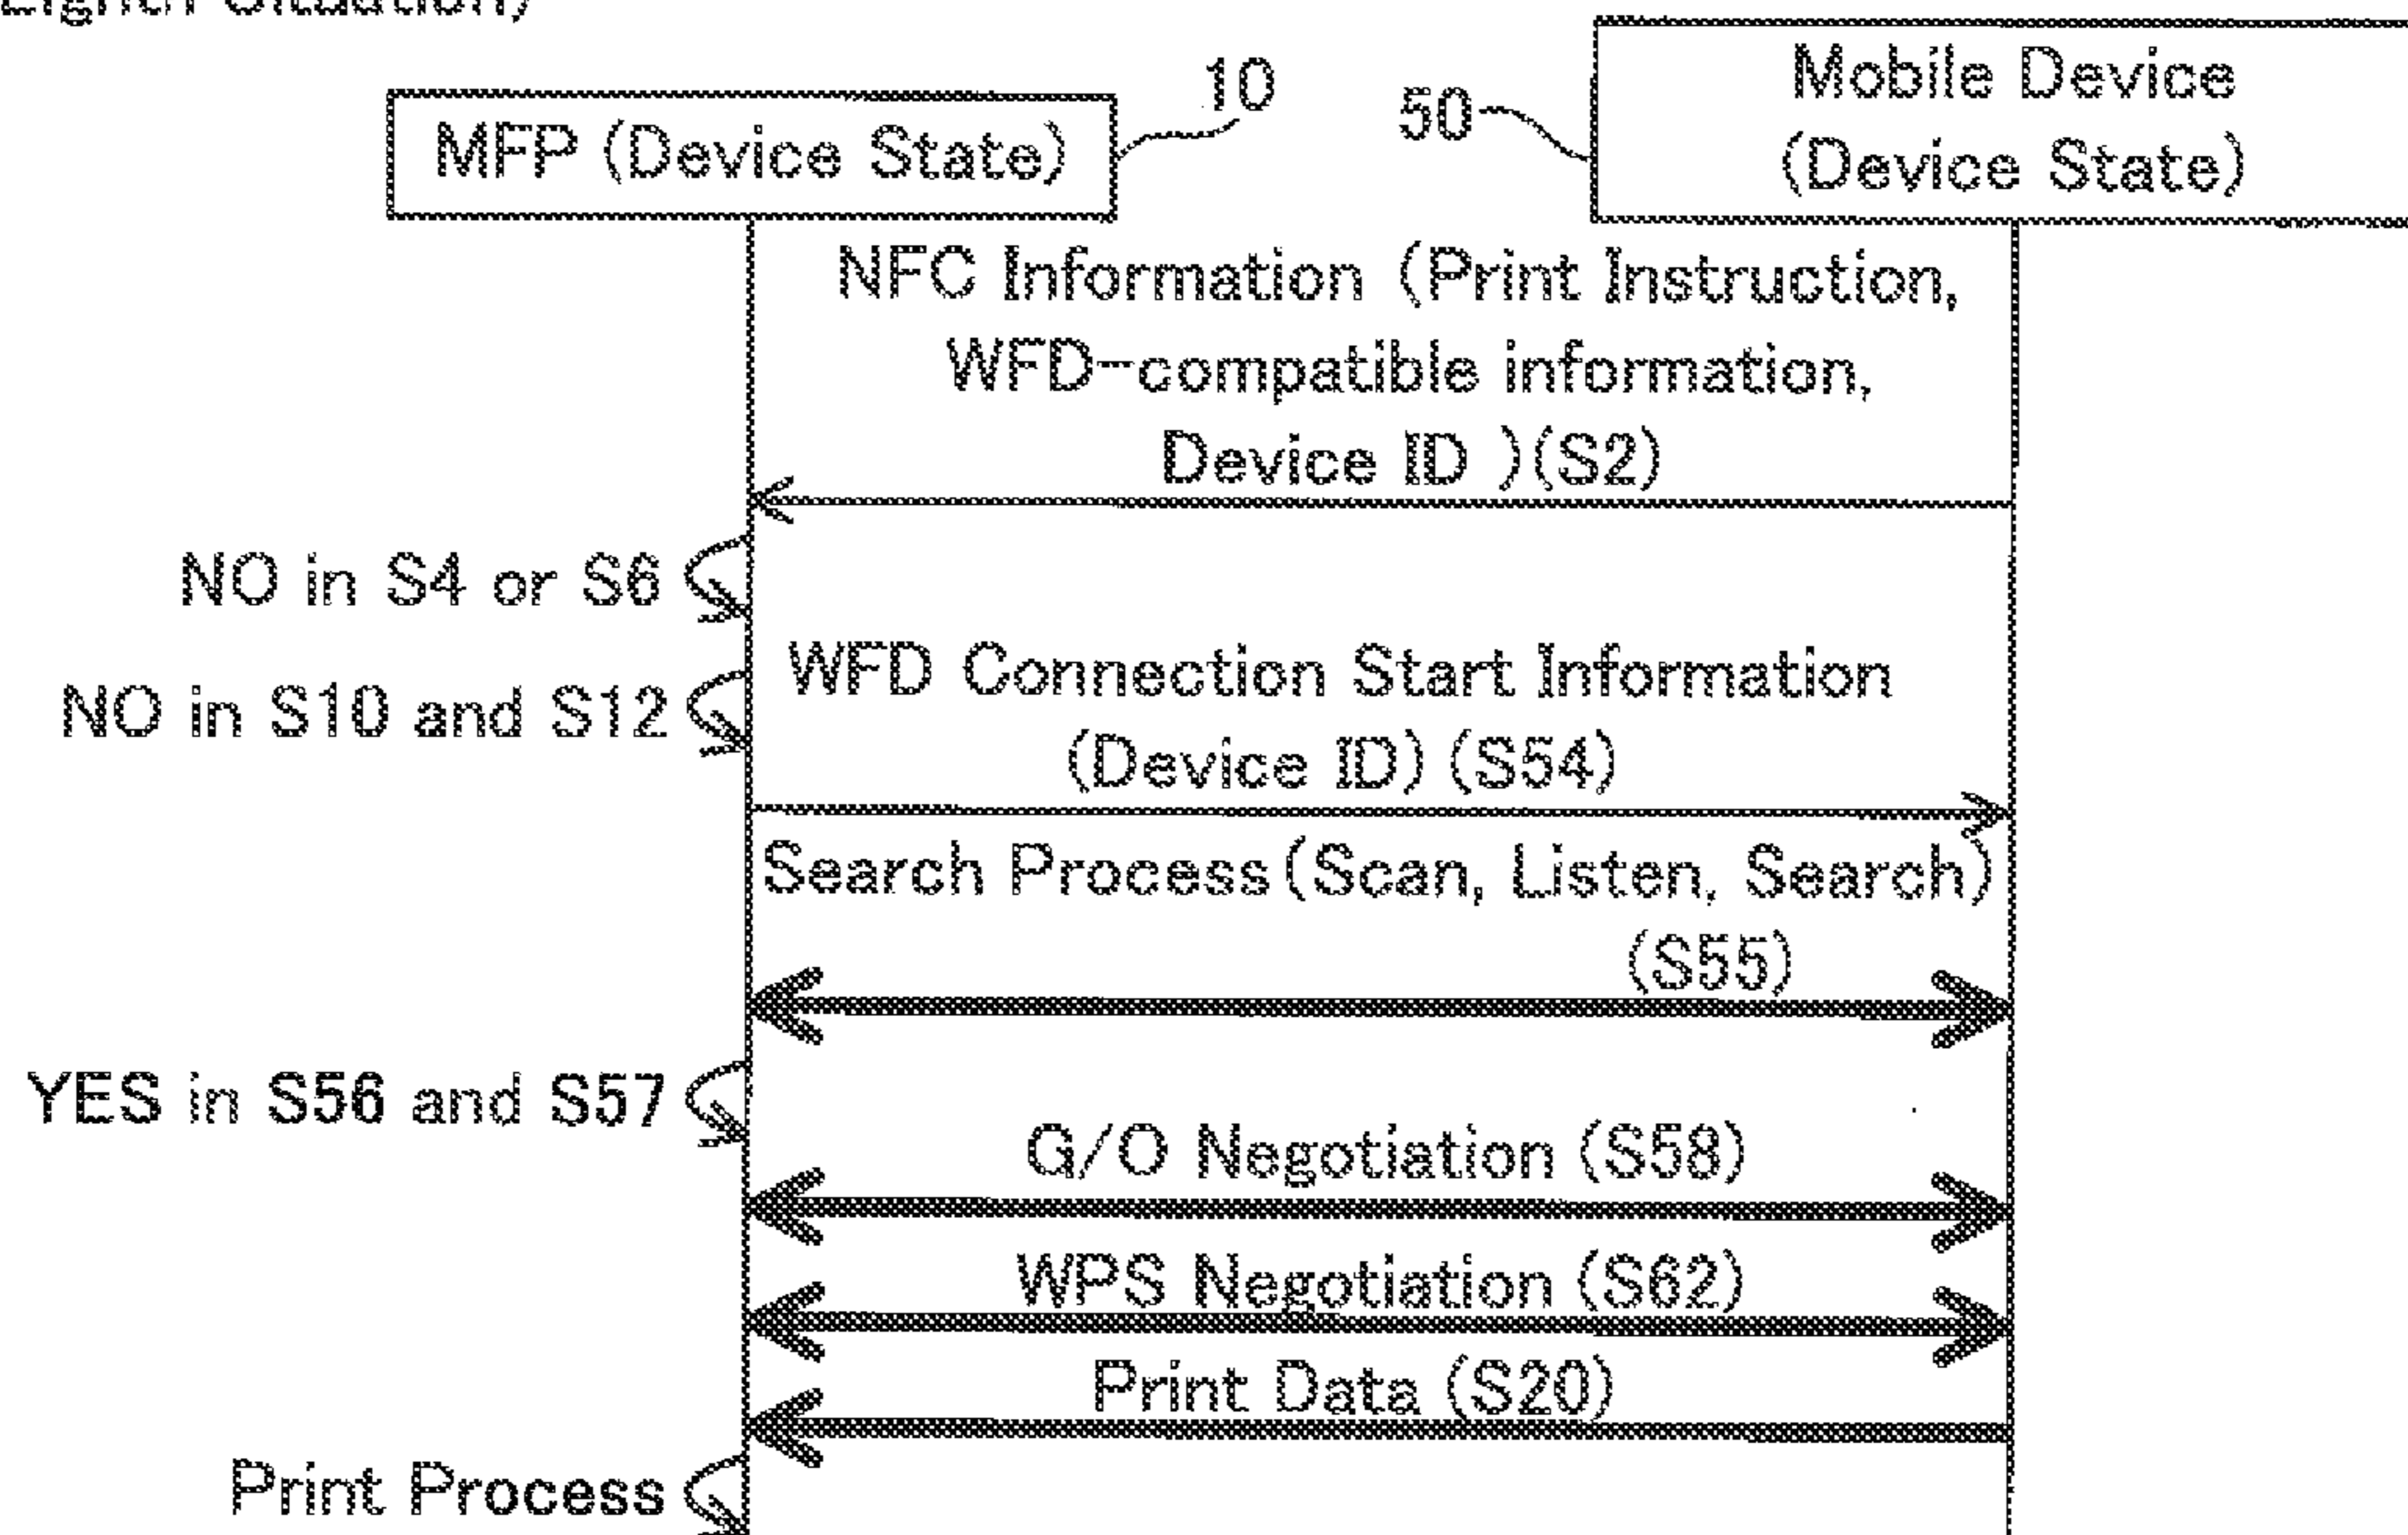 Eighth Situation)
10
50
MFP (Device State)
Mobile Device
(Device State)
NFC Information (Print Instruction,
WFD-compatible information,
Device ID )(S2)
NO in S4 or S6
NO in S10 and S12
WFD Connection Start Information
(Device ID) (S54)
Search Process(Scan, Listen, Search)
(S55)
YES in S56 and S57
G/O Negotiation (S58)
WPS Negotiation (S62)
Print Data (S20)
Print Process